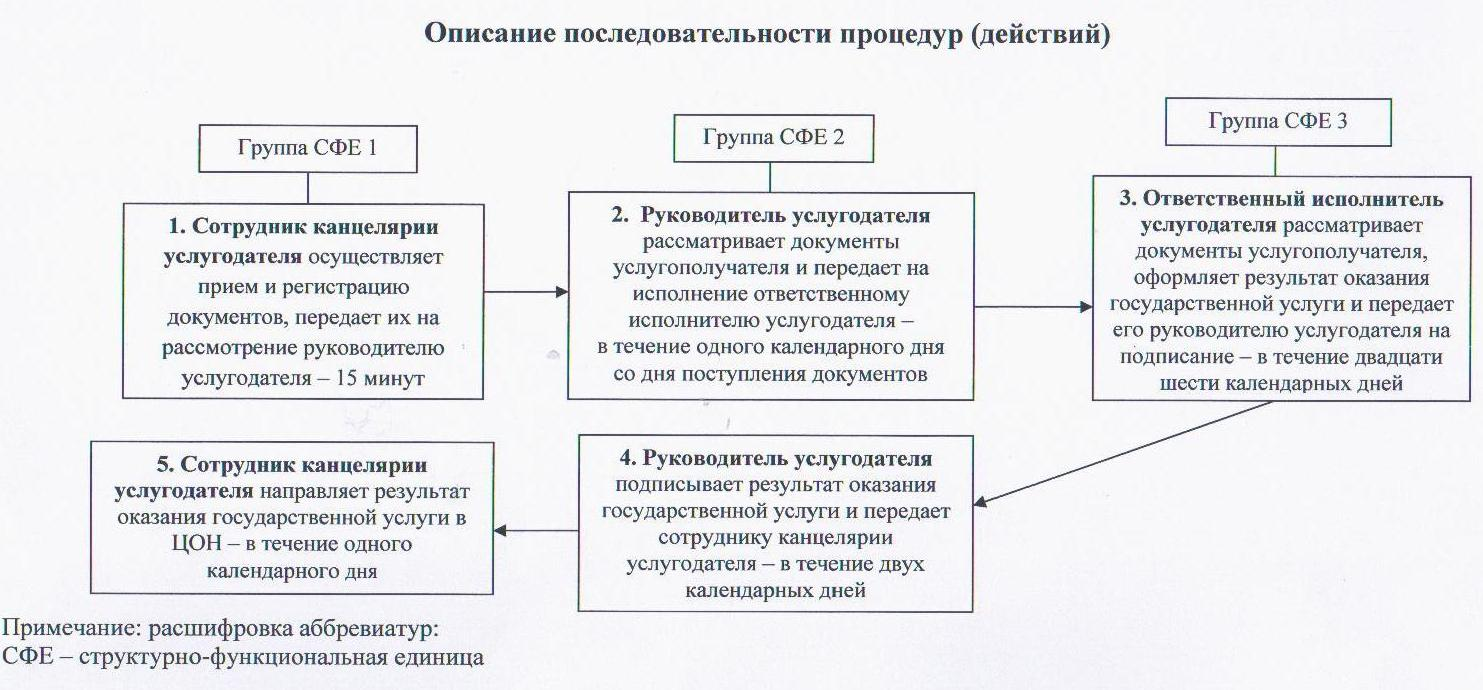 Описание последовательности процедур (действий)
Группа СФЕ 1
Группа СФЕ 2
Группа СФЕ 3
1. Сотрудник канцелярии
услугодателя осуществляет
прием и регистрацию
документов, передает их на
рассмотрение руководителю
услугодателя – 15 минут
2. Руководитель услугодателя
рассматривает документы
услугополучателя и передает на
исполнение ответственному
исполнителю услугодателя –
в течение одного календарного дня
со дня поступления документов
3. Ответственный исполнитель
услугодателя рассматривает
документы услугополучателя,
оформляет результат оказания
государственной услуги и передает
его руководителю услугодателя на
подписание – в течение двадцати
шести календарных дней
4. Руководитель услугодателя
подписывает результат оказания
государственной услуги и передает
сотруднику канцелярии
услугодателя – в течение двух
календарных дней
5. Сотрудник канцелярии
услугодателя направляет результат
оказания государственной услуги в
ЦОН – в течение одного
календарного дня
Примечание: расшифровка аббревиатур:
СФЕ – структурно-функциональная единица